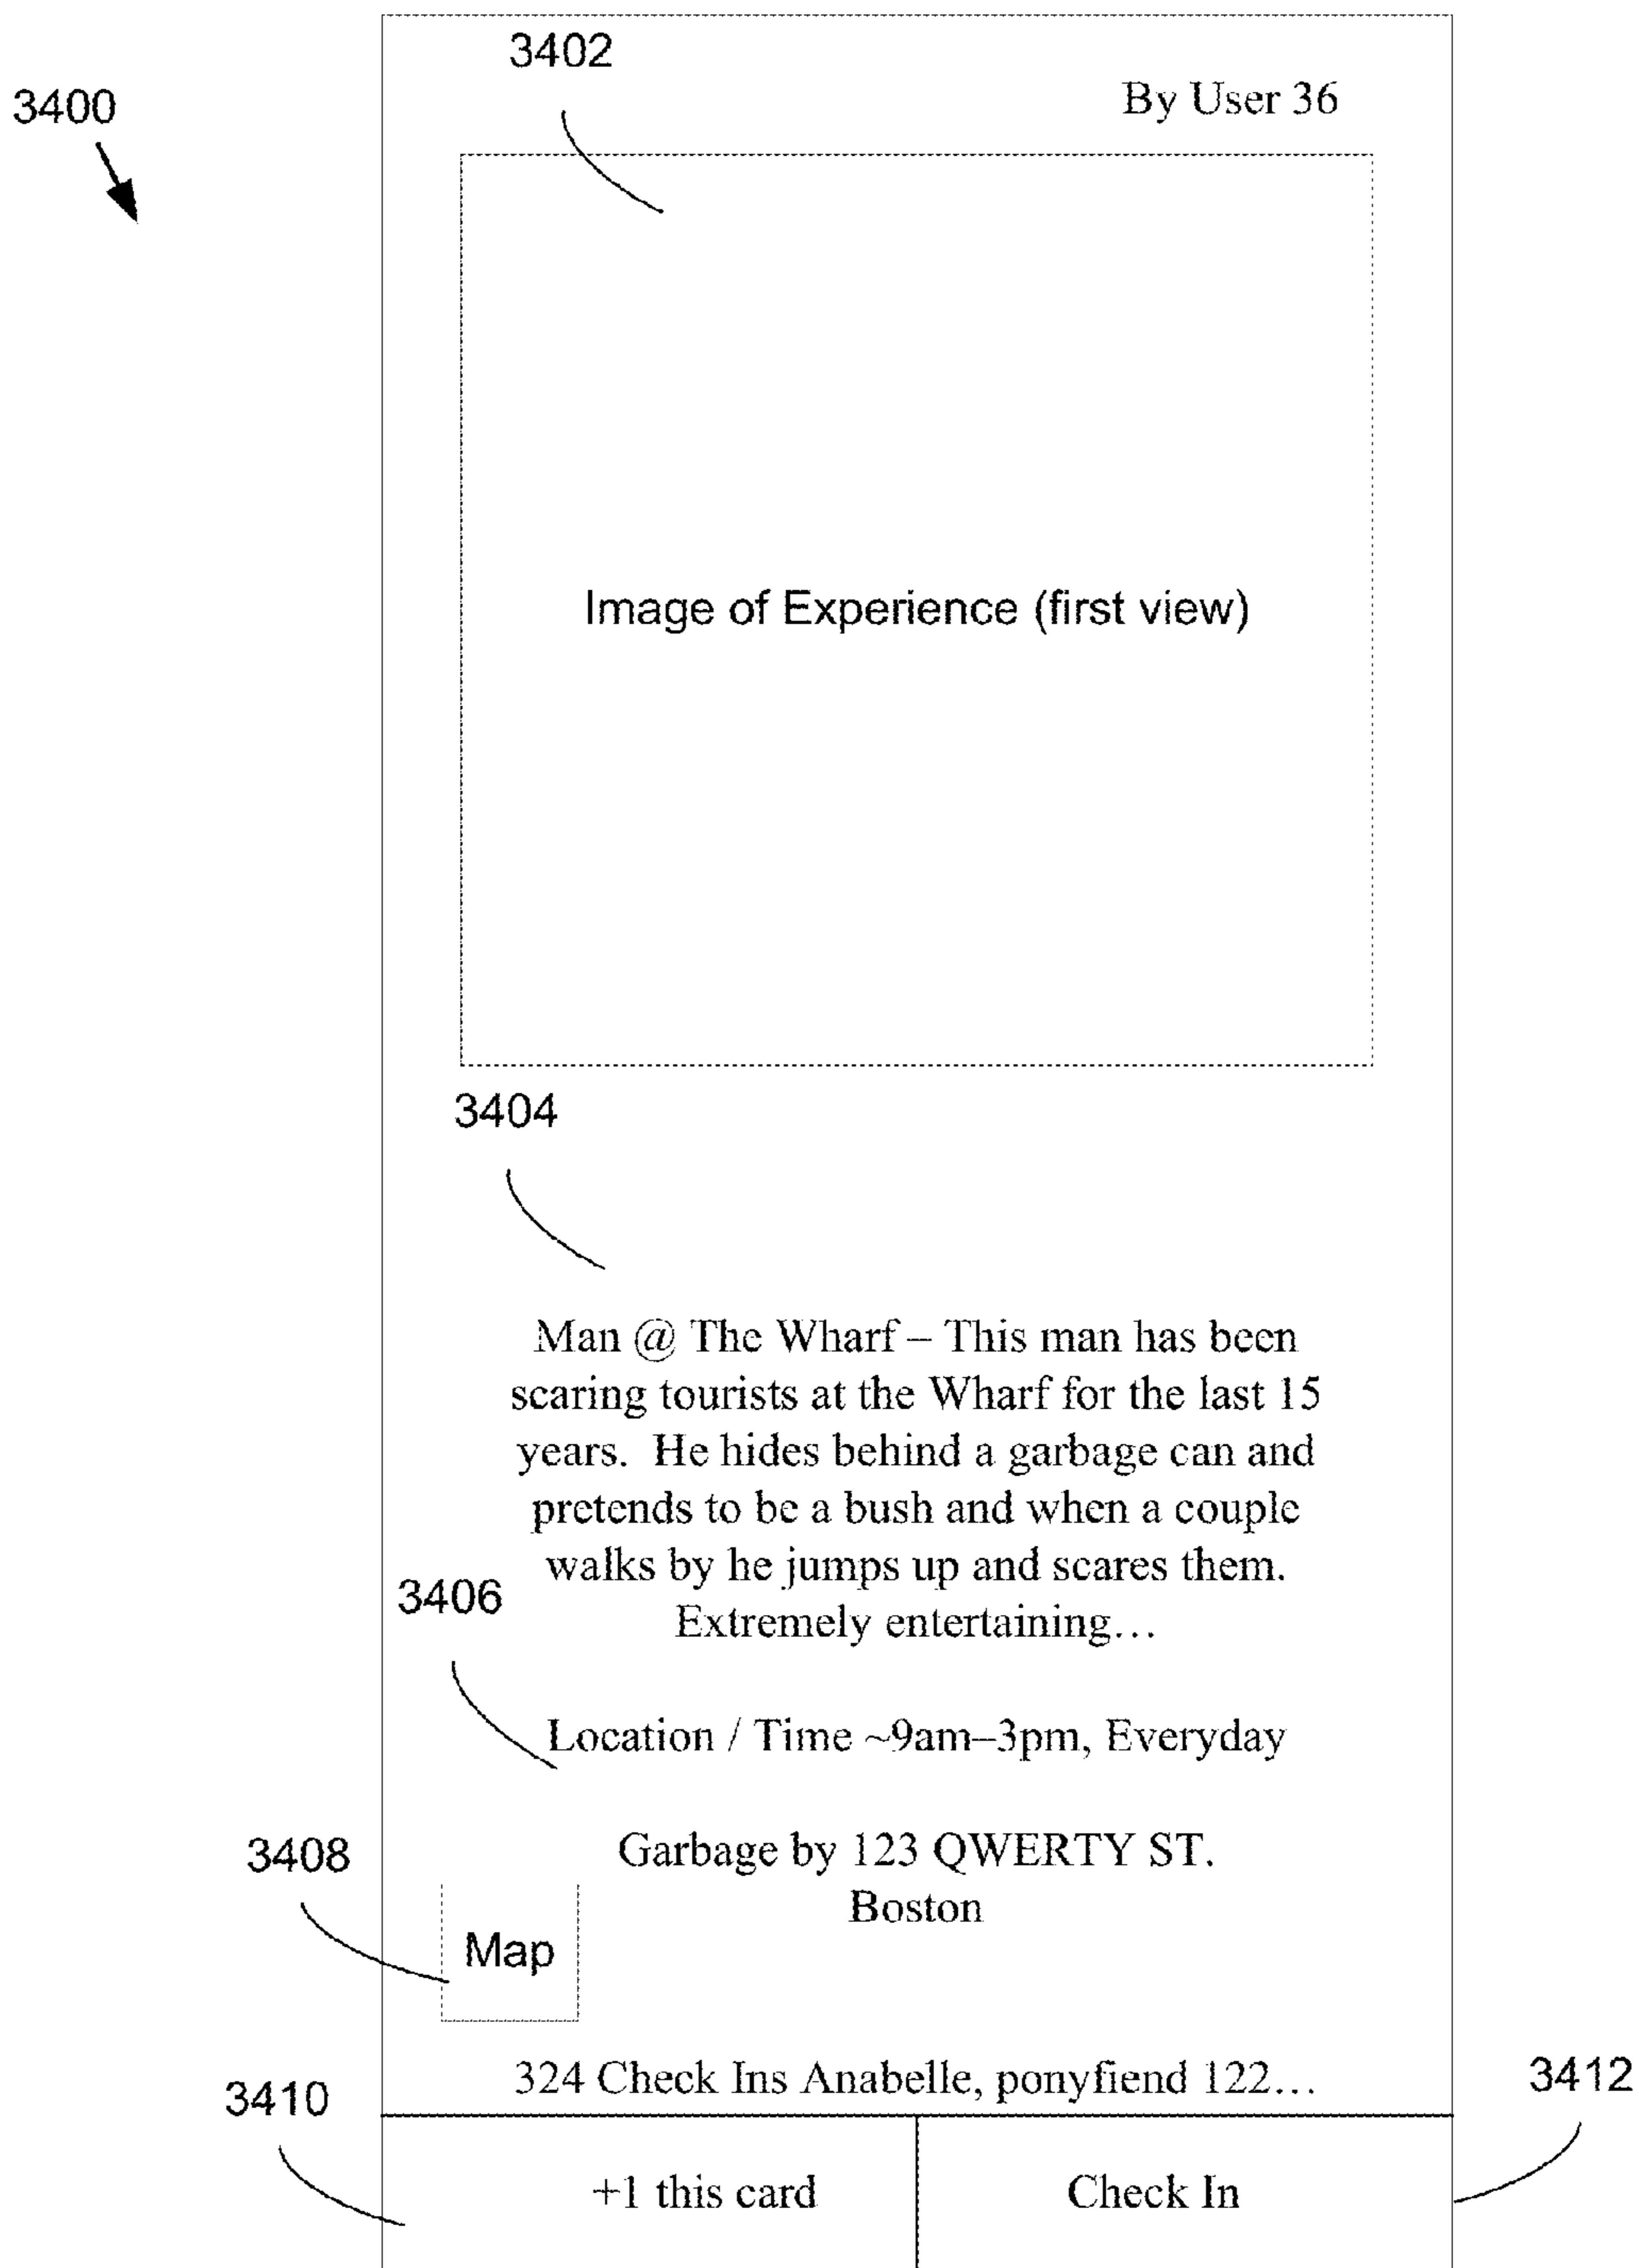 3402
By User 36
3400
Image of Experience (first view)
3404
Man @ The Wharf – This man has been
scaring tourists at the Wharf for the last 15
years.  He hides behind a garbage can and
pretends to be a bush and when a couple
walks by he jumps up and scares them.
3406
Extremely entertaining…
Location / Time ~9am–3pm, Everyday
3408
Garbage by 123 QWERTY ST.
Boston
Map
324 Check Ins Anabelle, ponyfiend 122…
3412
3410
+1 this card
Check In